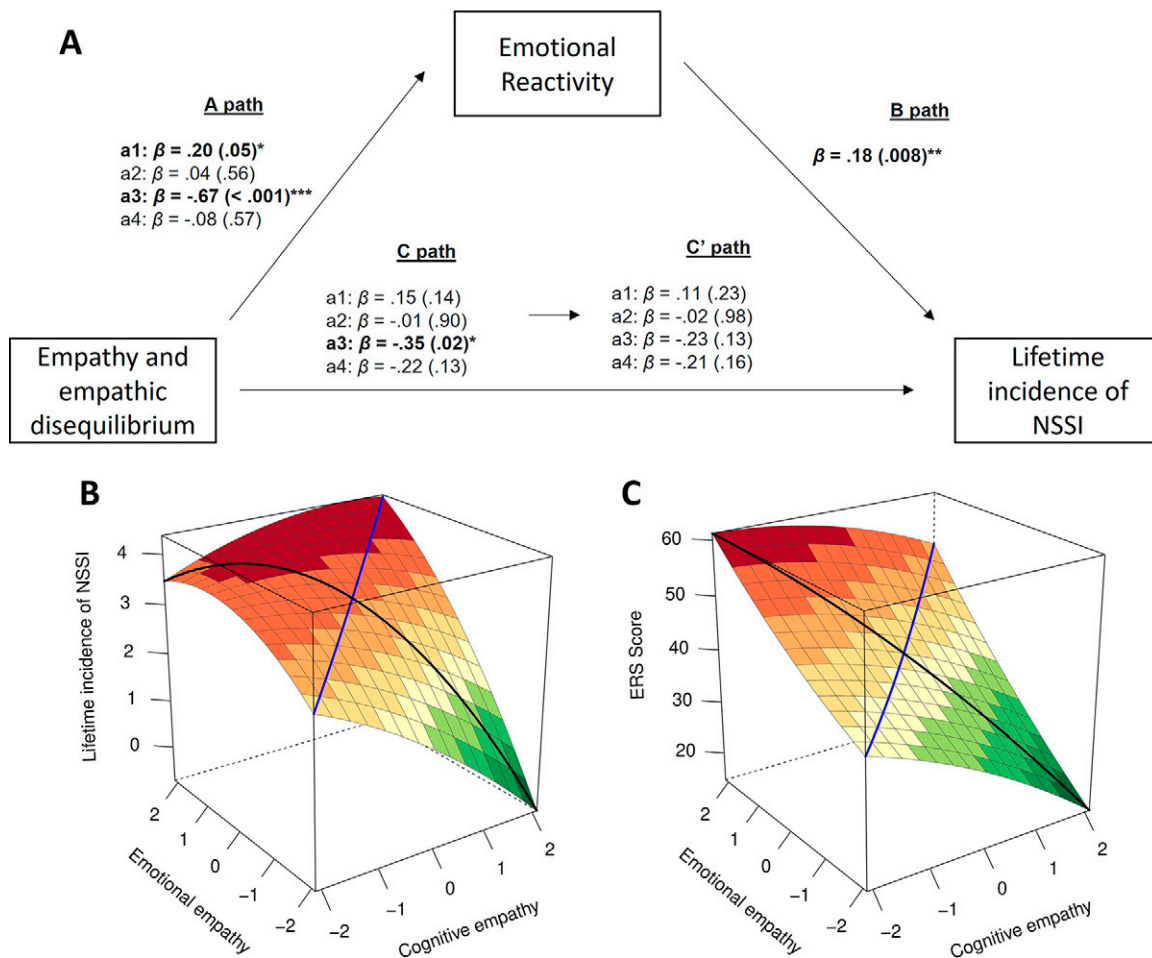 A
Emotional
Reactivity
A path
a1: β = .20 (.05)*
a2: β = .04 (.56)
a3: β = -.67 (< .001)***
a4: β = -.08 (.57)
B path
β = .18 (.008)**
C path
a1: β = .15 (.14)
a2: β = -.01 (.90)
a3: β = -.35 (.02)*
a4: β = -.22 (.13)
C' path
a1: β = .11 (.23)
a2: β = -.02 (.98)
a3: β = -.23 (.13)
a4: β = -.21 (.16)
Empathy and
empathic
disequilibrium
Lifetime
incidence of
NSSI
B
Lifetime incidence of NSSI
4
3
2
1
0
2
1
0
−1
−2
Emotional empathy
−2
−1
0
1
2
Cognitive empathy
C
ERS Score
60
50
40
30
20
2
1
0
−1
−2
Emotional empathy
−2
−1
0
1
2
Cognitive empathy